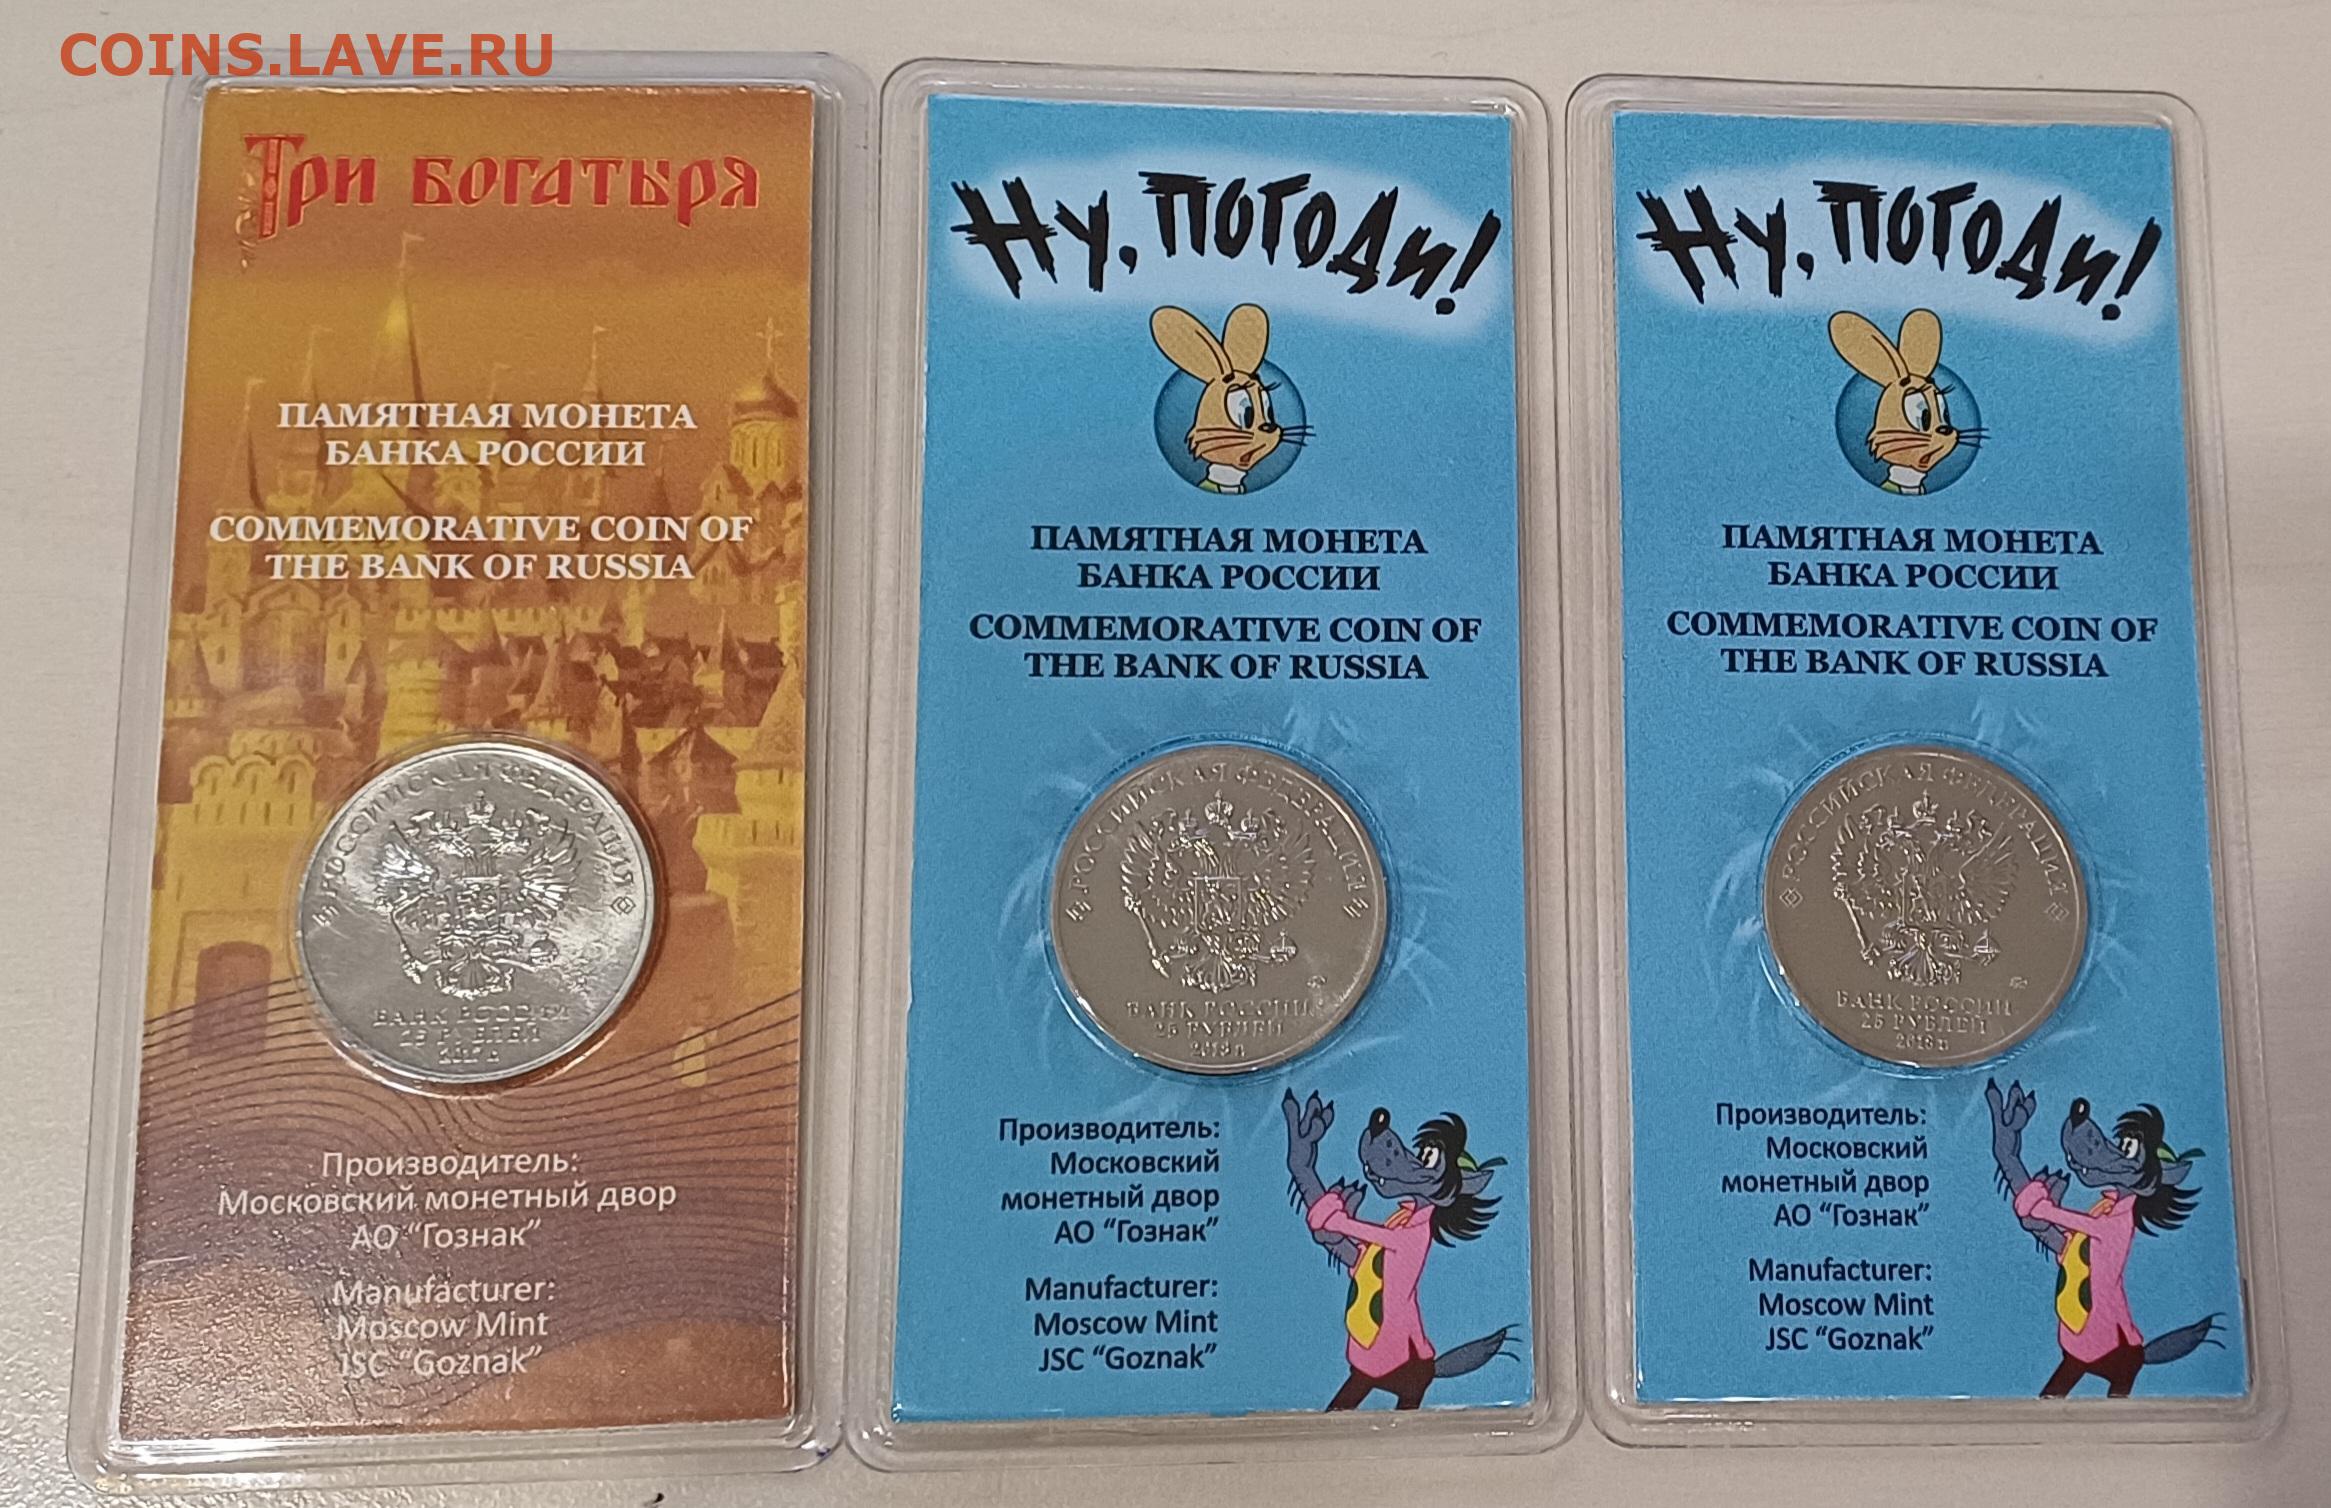 COINS.LAVE.RU
Три богатыря
ПАМЯТНАЯ МОНЕТА
БАНКА РОССИИ
COMMEMORATIVE COIN OF
THE BANK OF RUSSIA
РОССИЙСКАЯ ФЕДЕРАЦИЯ
БАНК РОССИИ
25 РУБЛЕЙ
2017 г.
Производитель:
Московский монетный двор
АО “Гознак”
Manufacturer:
Moscow Mint
JSC “Goznak”
Ну, погоди!
ПАМЯТНАЯ МОНЕТА
БАНКА РОССИИ
COMMEMORATIVE COIN OF
THE BANK OF RUSSIA
РОССИЙСКАЯ ФЕДЕРАЦИЯ
БАНК РОССИИ
25 РУБЛЕЙ
2018 г.
Производитель:
Московский
монетный двор
АО “Гознак”
Manufacturer:
Moscow Mint
JSC “Goznak”
Ну, погоди!
ПАМЯТНАЯ МОНЕТА
БАНКА РОССИИ
COMMEMORATIVE COIN OF
THE BANK OF RUSSIA
РОССИЙСКАЯ ФЕДЕРАЦИЯ
БАНК РОССИИ
25 РУБЛЕЙ
2018 г.
Производитель:
Московский
монетный двор
АО “Гознак”
Manufacturer:
Moscow Mint
JSC “Goznak”